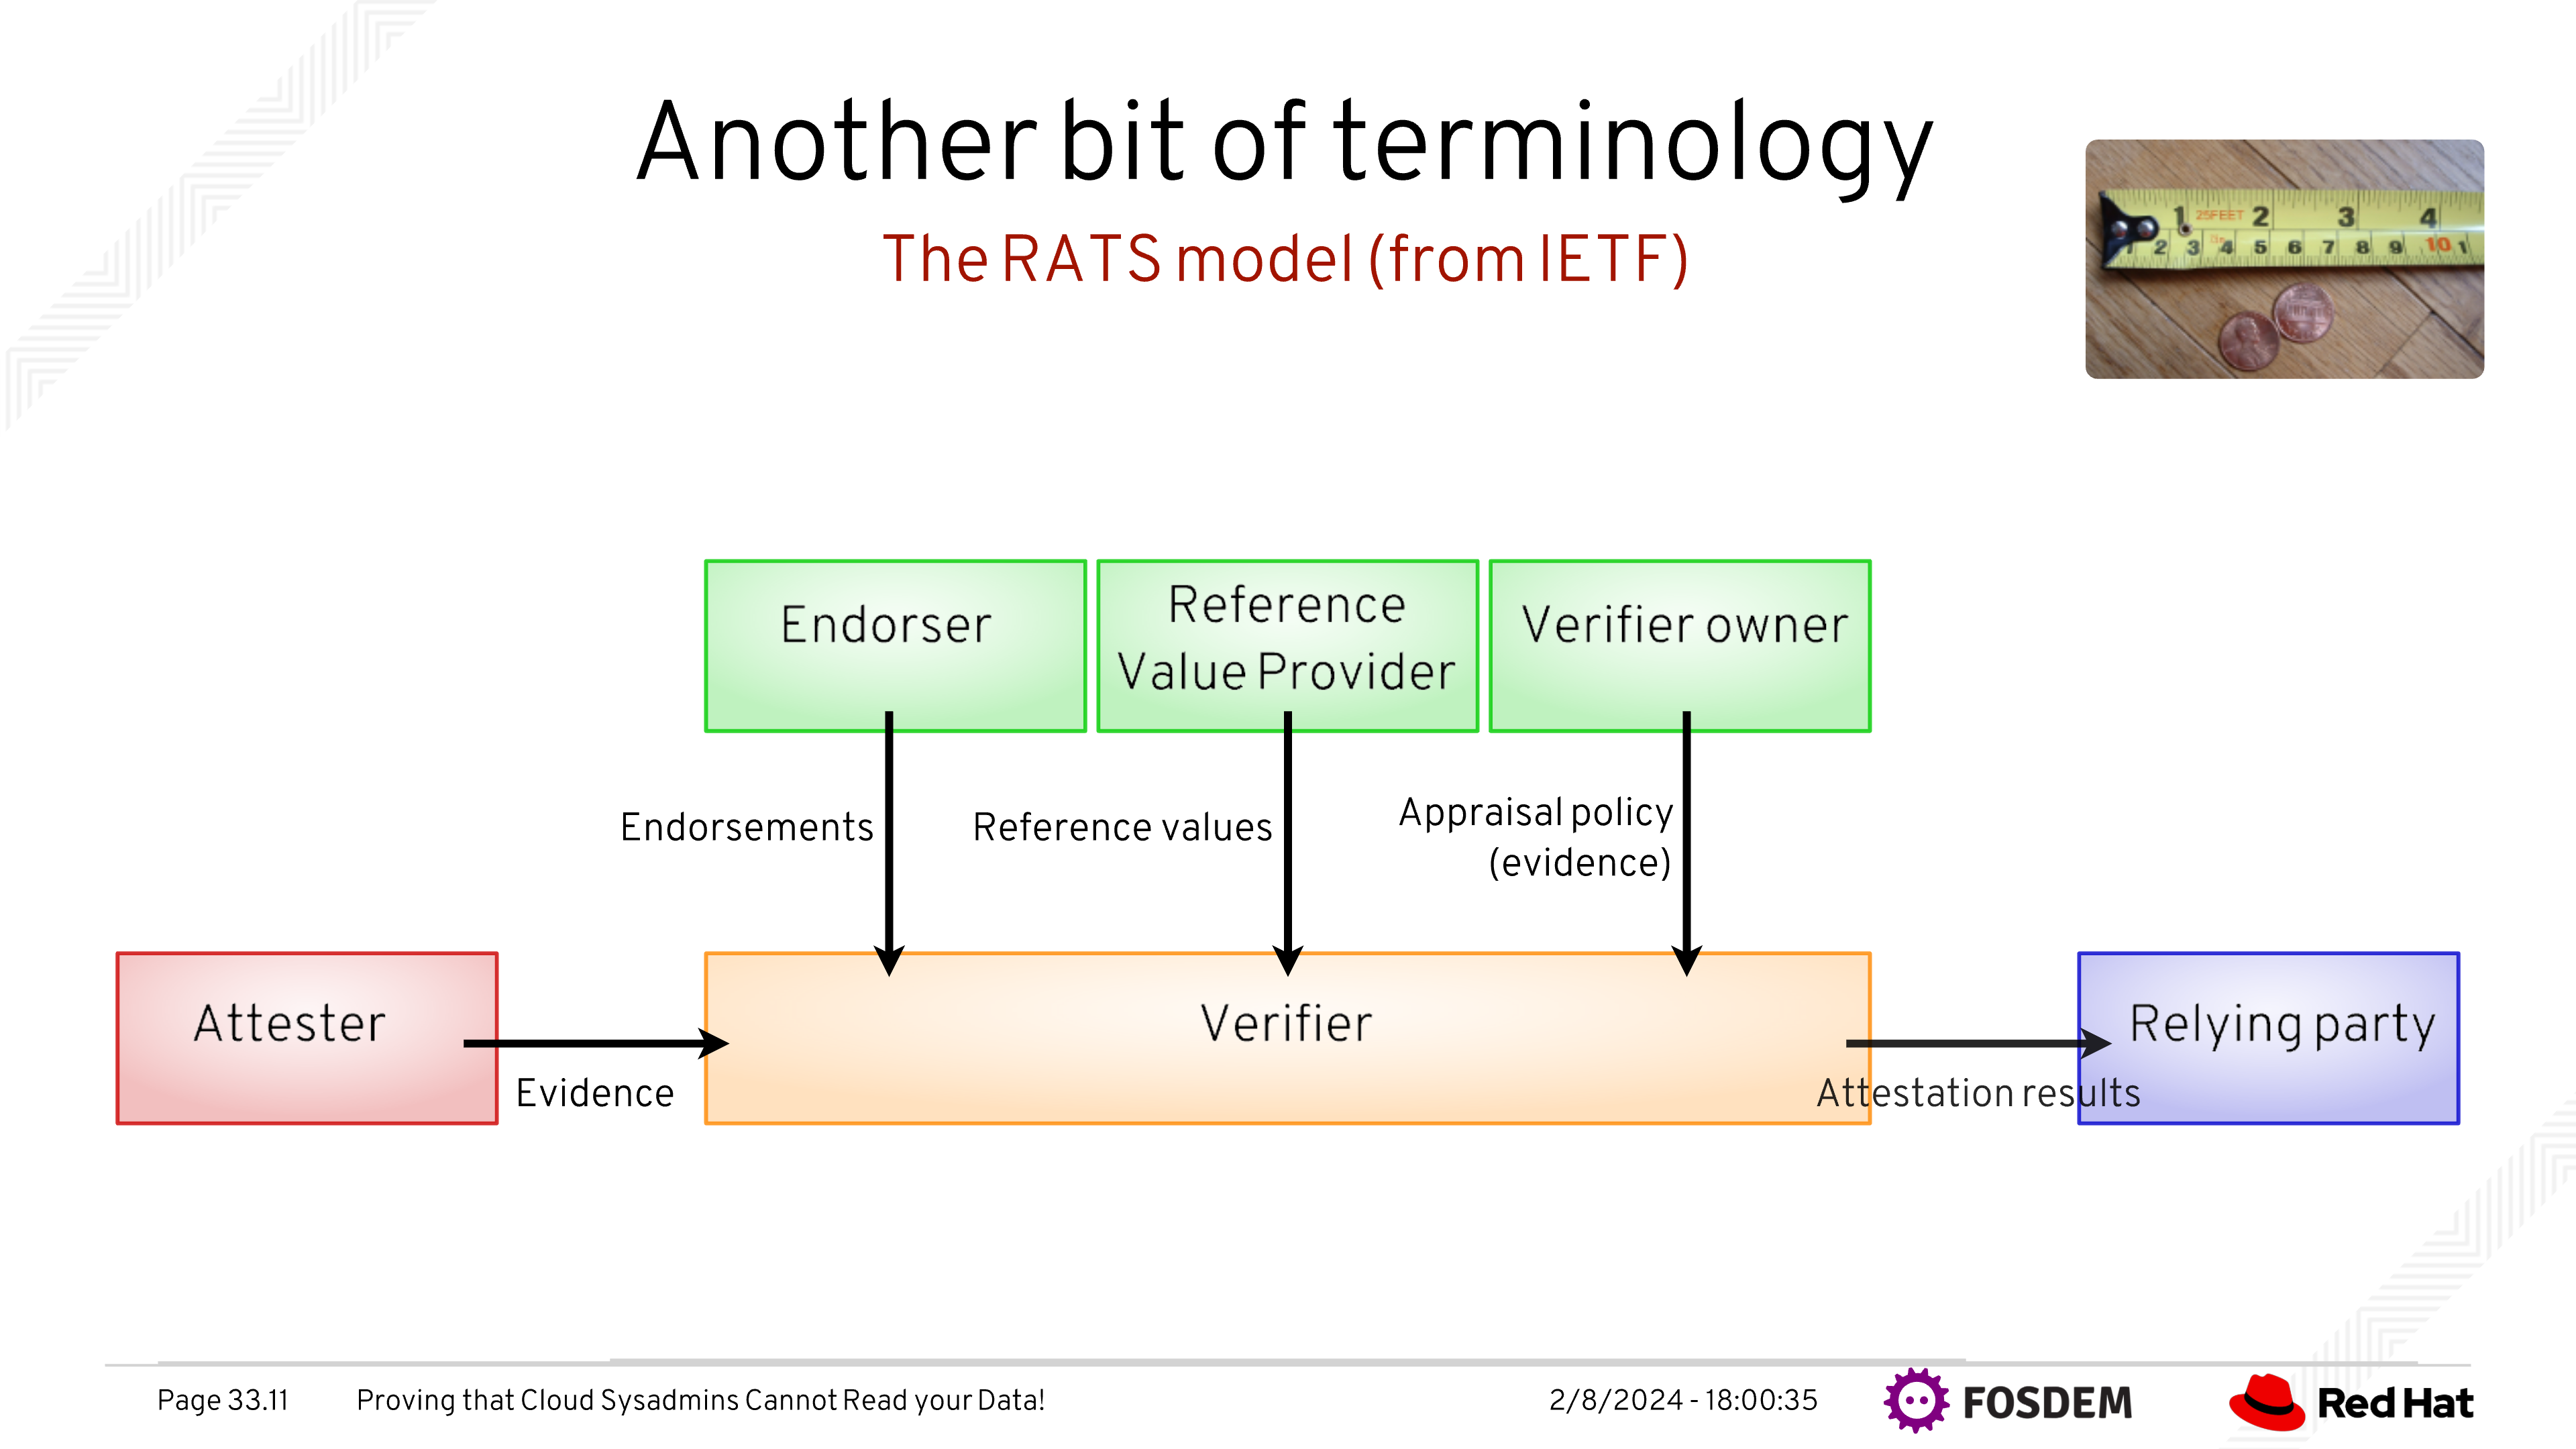 Another bit of terminology
The RATS model (from IETF)
1 25FEET 2 3 4
1 2 3 4 5 6 7 8 9 10 1
Endorser
Reference
Value Provider
Verifier owner
Endorsements
Reference values
Appraisal policy
(evidence)
Attester
Verifier
Relying party
Evidence
Attestation results
Page 33.11
Proving that Cloud Sysadmins Cannot Read your Data!
2/8/2024 - 18:00:35
FOSDEM
Red Hat